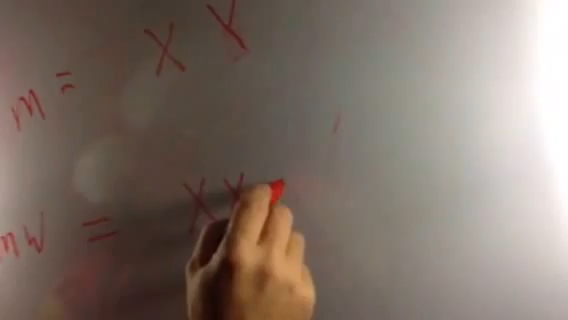 m = X Y
mW = X Y